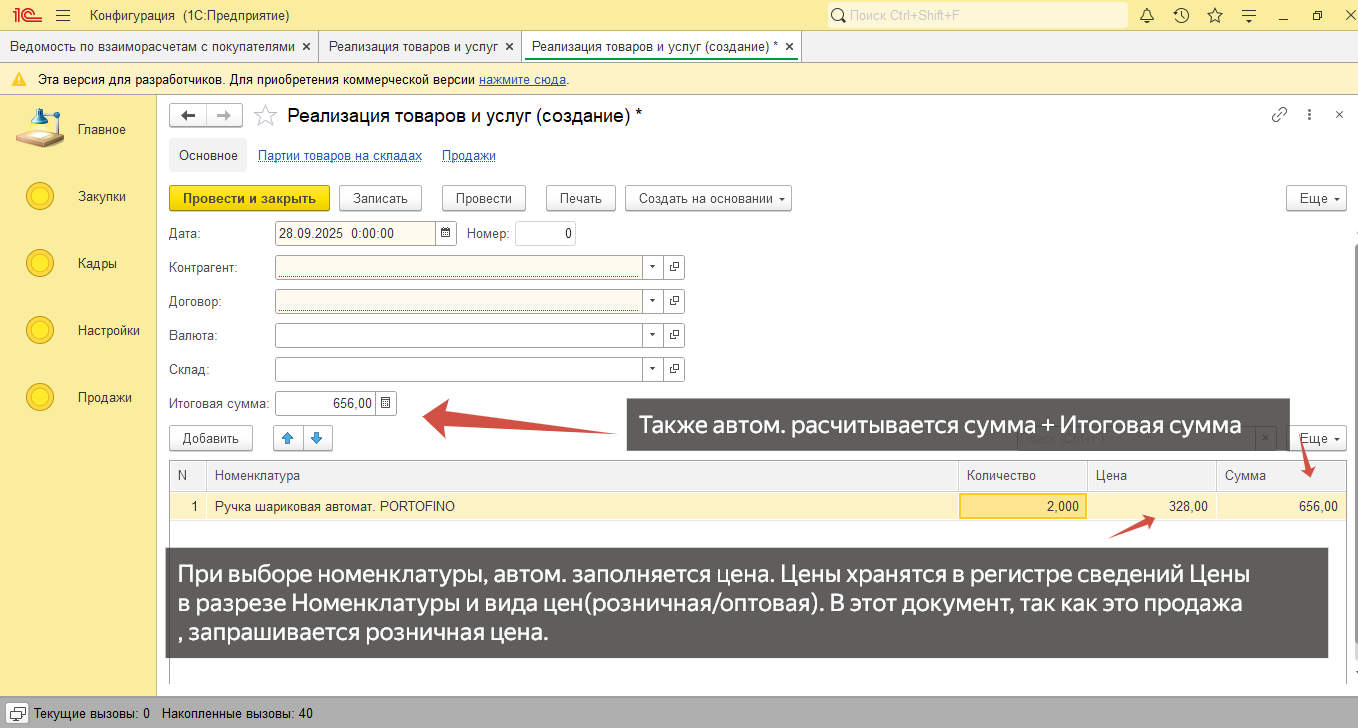 1С Конфигурация (1С:Предприятие) Поиск Ctrl+Shift+F
Ведомость по взаиморасчетам с покупателями × Реализация товаров и услуг × Реализация товаров и услуг (создание) * ×
Эта версия для разработчиков. Для приобретения коммерческой версии нажмите сюда.
Главное
Закупки
Кадры
Настройки
Продажи
Реализация товаров и услуг (создание) *
Основное Партии товаров на складах Продажи
Провести и закрыть Записать Провести Печать Создать на основании Еще
Дата: 28.09.2025 0:00:00 Номер: 0
Контрагент:
Договор:
Валюта:
Склад:
Итоговая сумма: 656,00
Также автом. расчитывается сумма + Итоговая сумма
Добавить Поиск (Ctrl+F) × Еще
N Номенклатура Количество Цена Сумма
1 Ручка шариковая автомат. PORTOFINO 2,000 328,00 656,00
При выборе номенклатуры, автом. заполняется цена. Цены хранятся в регистре сведений Цены
в разрезе Номенклатуры и вида цен(розничная/оптовая). В этот документ, так как это продажа
, запрашивается розничная цена.
Текущие вызовы: 0 Накопленные вызовы: 40